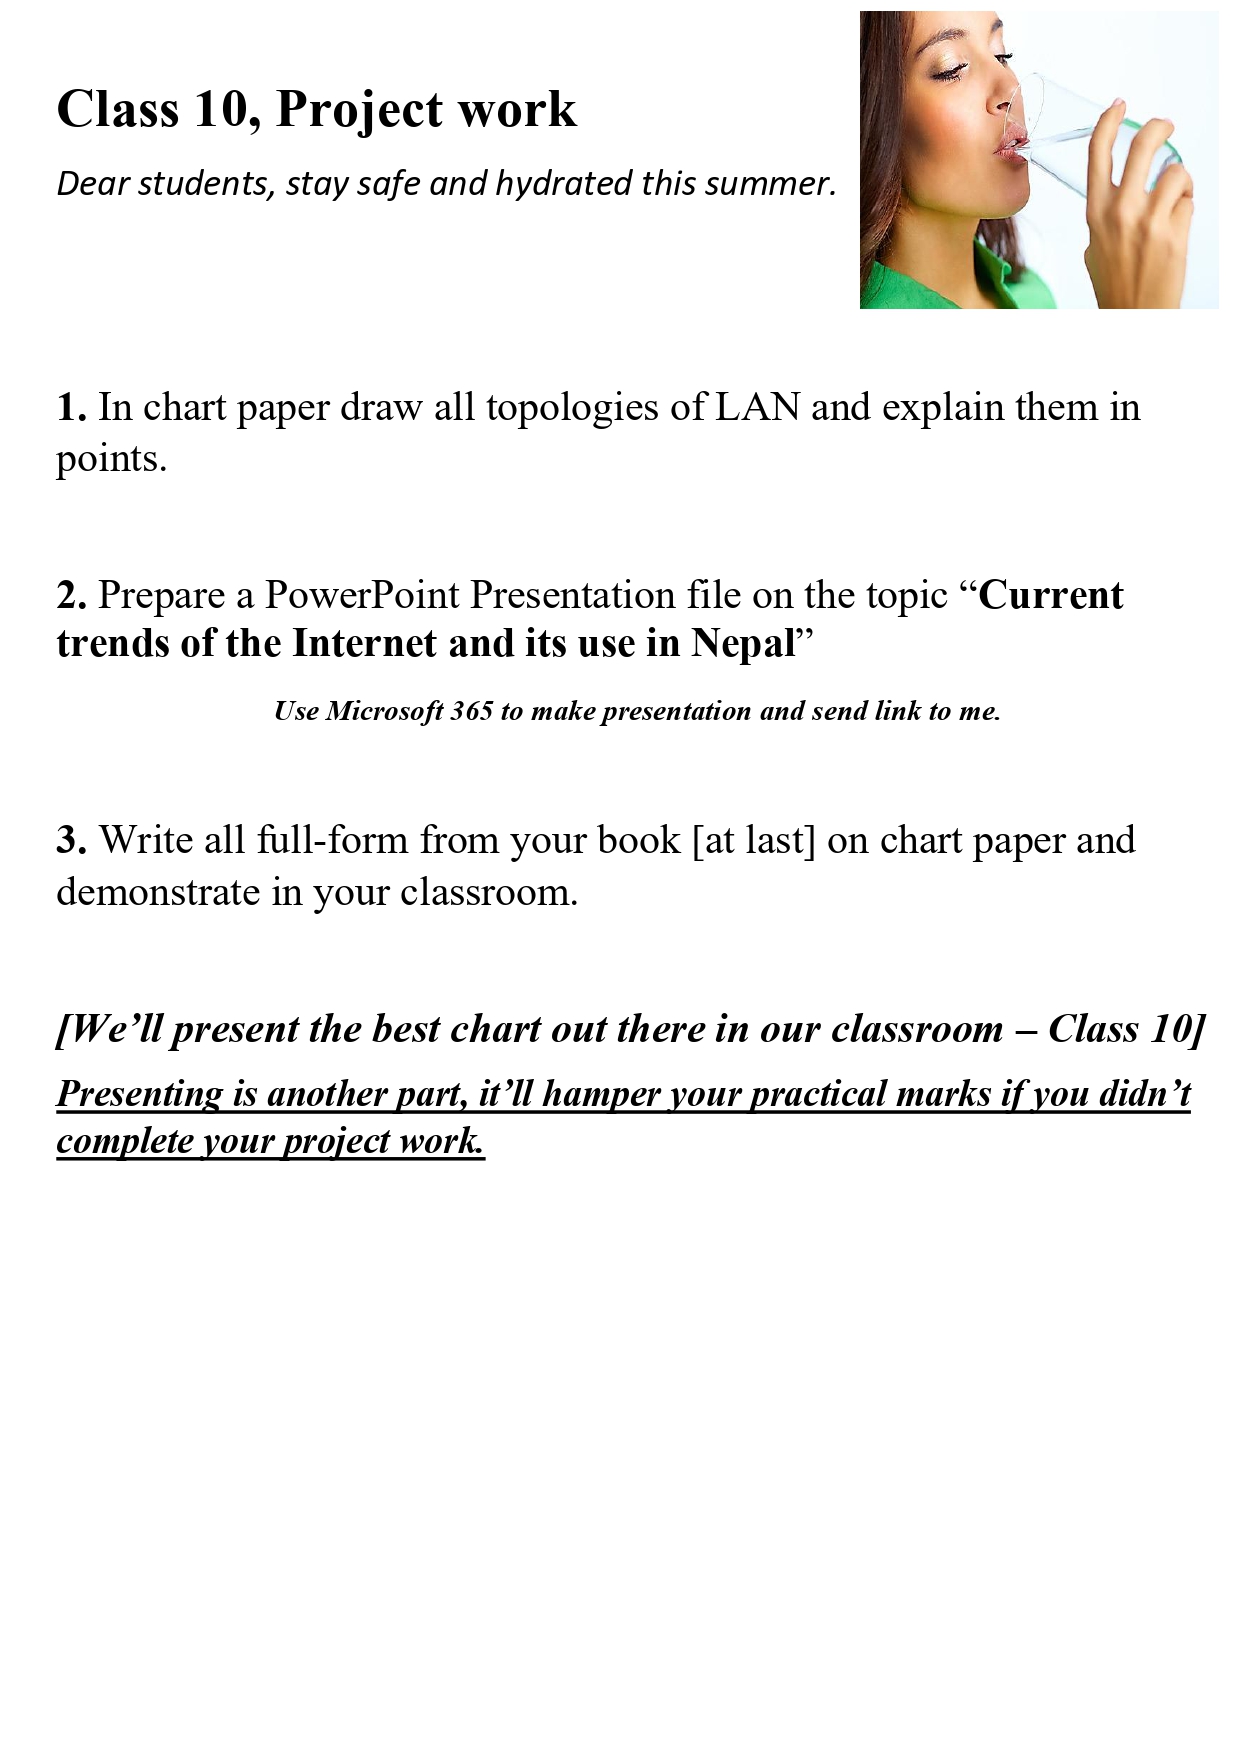 Class 10, Project work
Dear students, stay safe and hydrated this summer.
1. In chart paper draw all topologies of LAN and explain them in
points.
2. Prepare a PowerPoint Presentation file on the topic “Current
trends of the Internet and its use in Nepal”
Use Microsoft 365 to make presentation and send link to me.
3. Write all full-form from your book [at last] on chart paper and
demonstrate in your classroom.
[We’ll present the best chart out there in our classroom – Class 10]
Presenting is another part, it’ll hamper your practical marks if you didn’t
complete your project work.